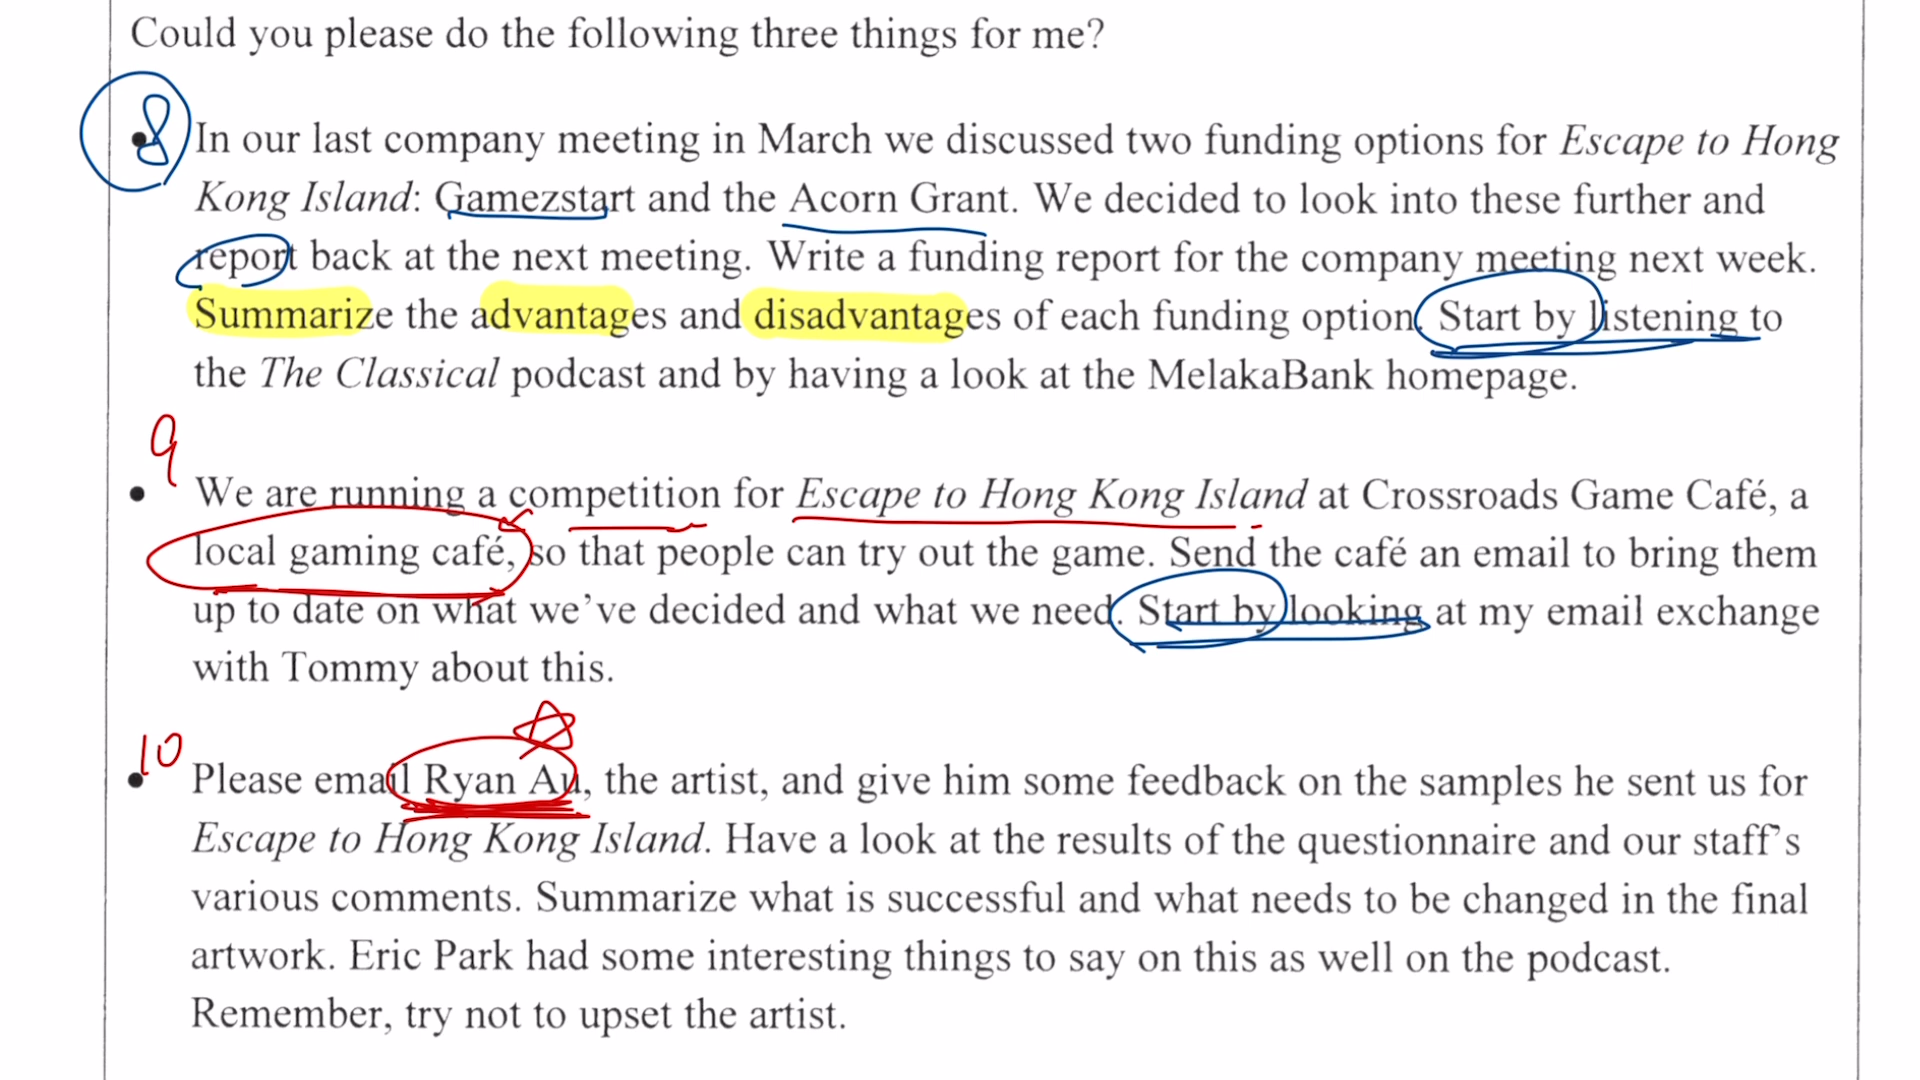 Could you please do the following three things for me?
8
• In our last company meeting in March we discussed two funding options for Escape to Hong
Kong Island: Gamezstart and the Acorn Grant. We decided to look into these further and
report back at the next meeting. Write a funding report for the company meeting next week.
Summarize the advantages and disadvantages of each funding option. Start by listening to
the The Classical podcast and by having a look at the MelakaBank homepage.
9
• We are running a competition for Escape to Hong Kong Island at Crossroads Game Café, a
local gaming café, so that people can try out the game. Send the café an email to bring them
up to date on what we’ve decided and what we need. Start by looking at my email exchange
with Tommy about this.
10
• Please email Ryan Au, the artist, and give him some feedback on the samples he sent us for
Escape to Hong Kong Island. Have a look at the results of the questionnaire and our staff’s
various comments. Summarize what is successful and what needs to be changed in the final
artwork. Eric Park had some interesting things to say on this as well on the podcast.
Remember, try not to upset the artist.